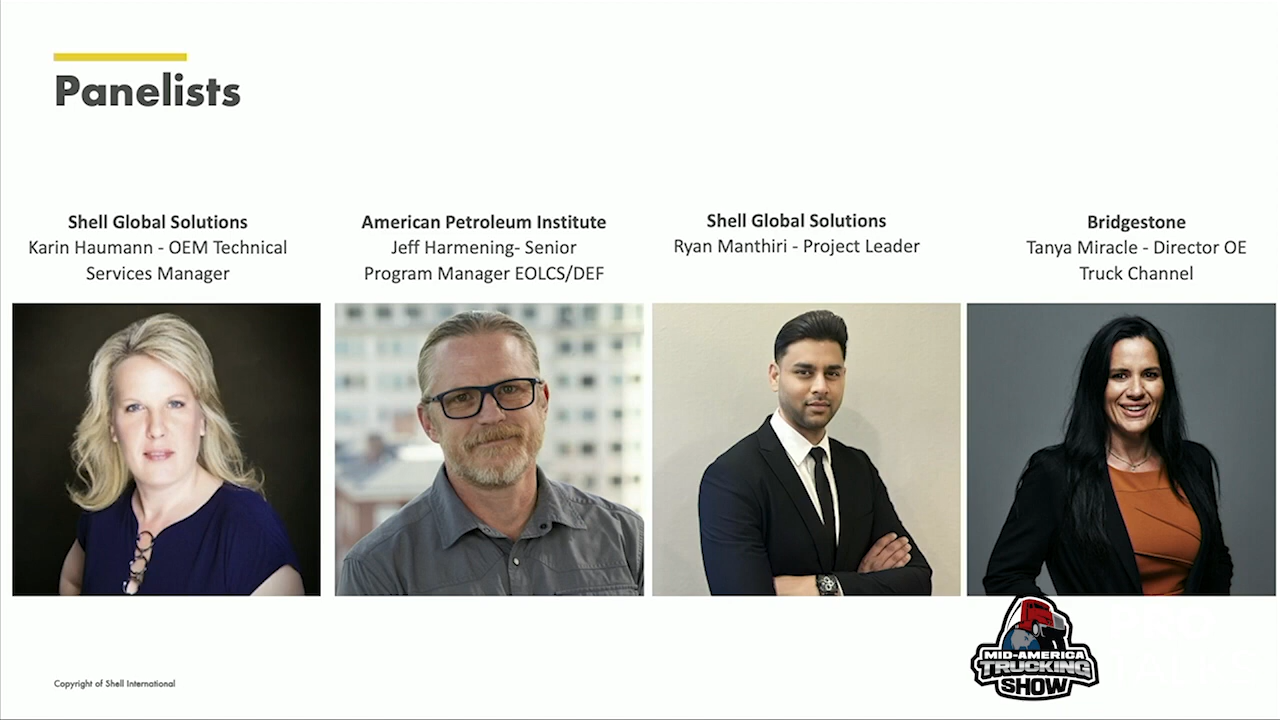 Panelists
Shell Global Solutions
Karin Haumann - OEM Technical
Services Manager
American Petroleum Institute
Jeff Harmening- Senior
Program Manager EOLCS/DEF
Shell Global Solutions
Ryan Manthiri - Project Leader
Bridgestone
Tanya Miracle - Director OE
Truck Channel
MID-AMERICA
TRUCKING
SHOW
Copyright of Shell International